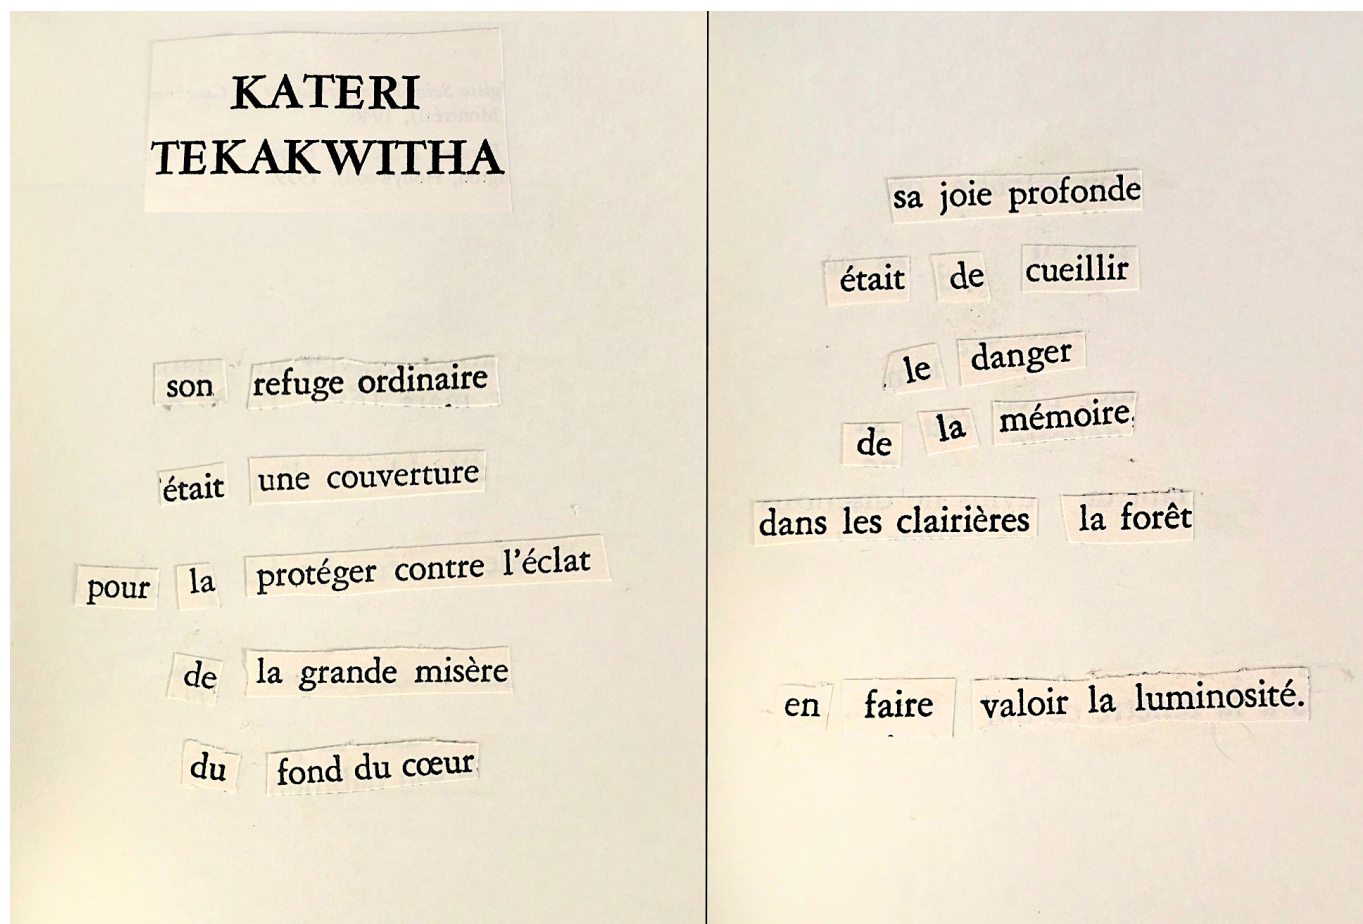 KATERI
TEKAKWITHA
son refuge ordinaire
était une couverture
pour la protéger contre l'éclat
de la grande misère
du fond du cœur
sa joie profonde
était de cueillir
le danger
de la mémoire
dans les clairières la forêt
en faire valoir la luminosité.